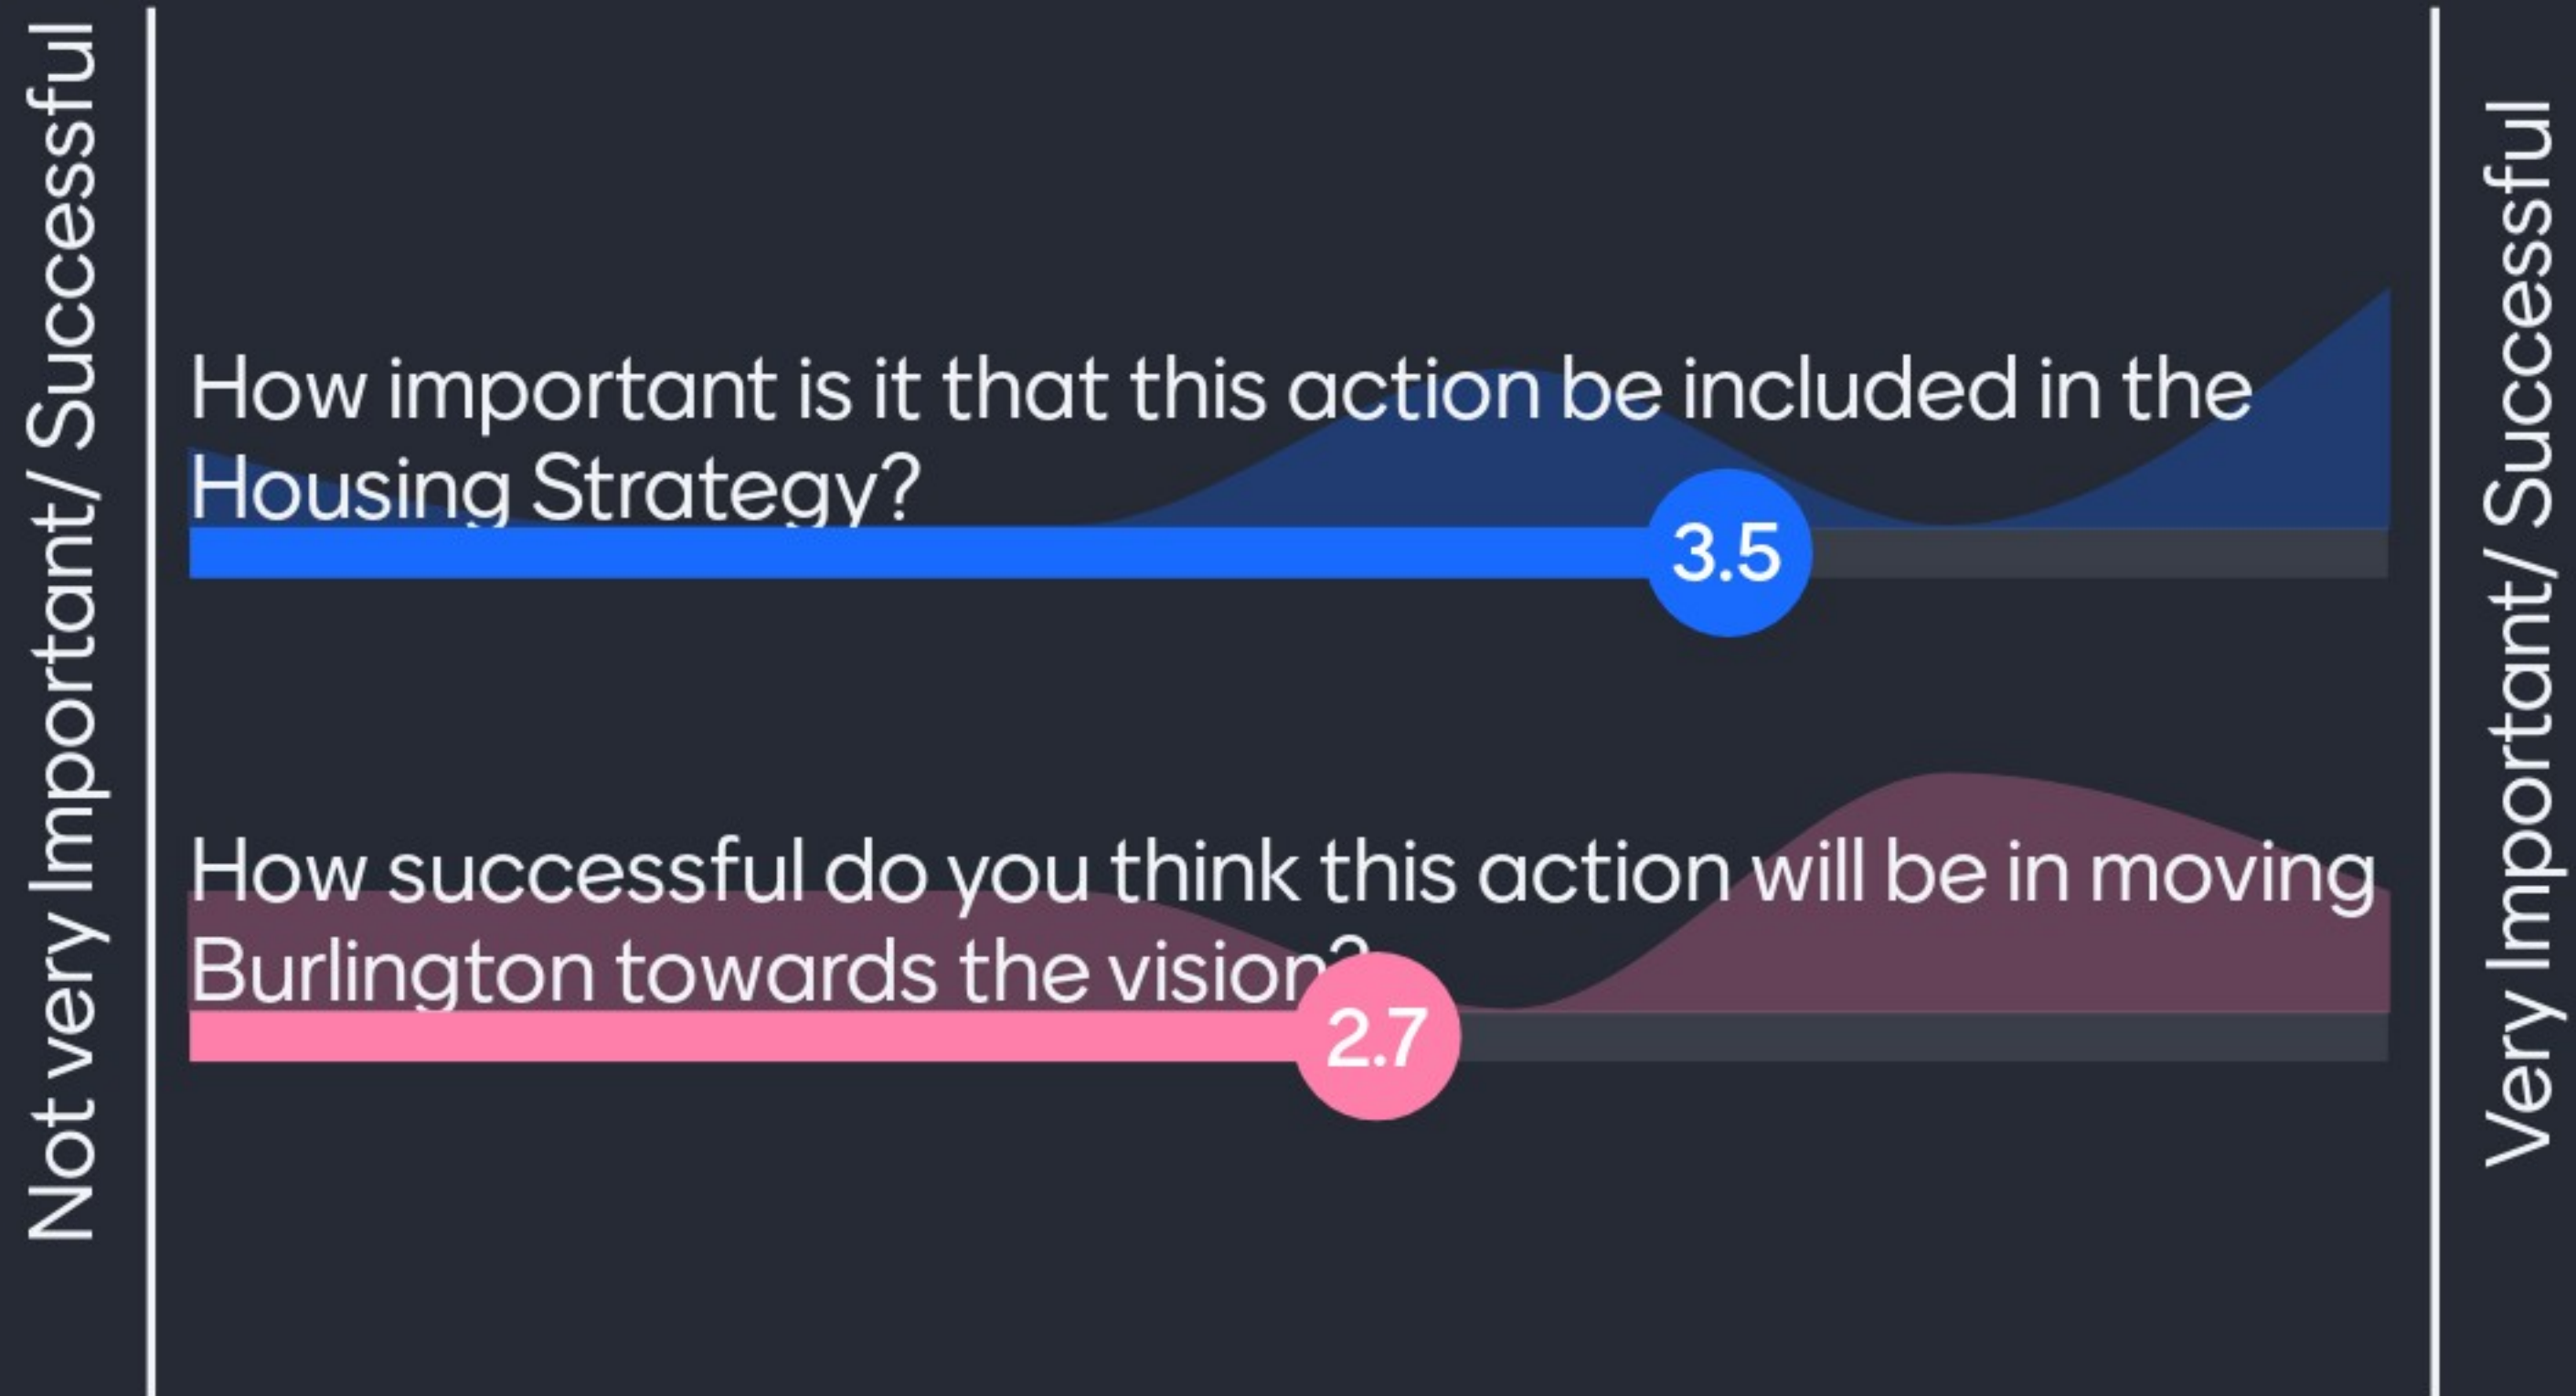 Not very Important/ Successful
How important is it that this action be included in the
Housing Strategy?
3.5
How successful do you think this action will be in moving
Burlington towards the vision?
2.7
Very Important/ Successful